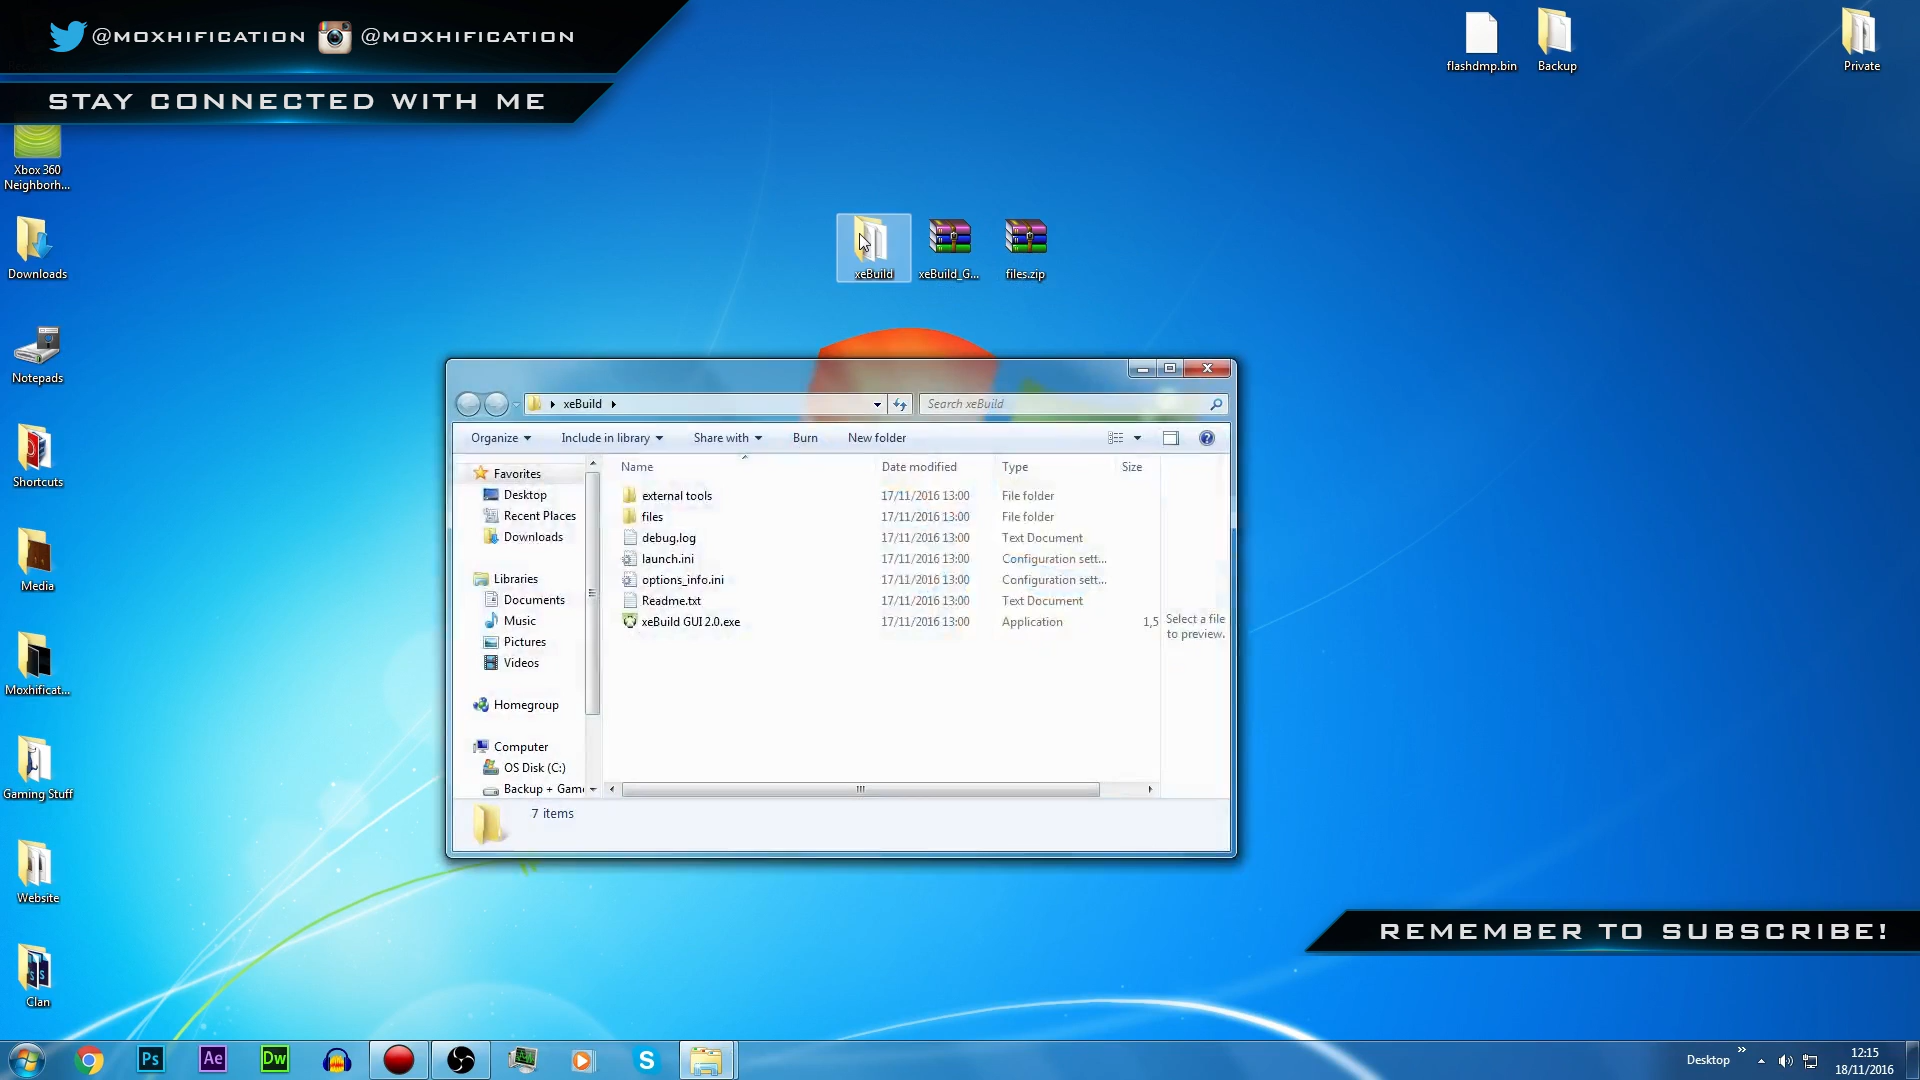 @MOXHIFICATION @MOXHIFICATION
STAY CONNECTED WITH ME
flashdmp.bin
Backup
Private
Xbox 360
Neighborh...
Downloads
Notepads
Shortcuts
Media
Moxhificat...
Gaming Stuff
Website
Clan
xeBuild
xeBuild_G...
files.zip
xeBuild
Search xeBuild
Organize Include in library Share with Burn New folder
Favorites
Desktop
Recent Places
Downloads
Libraries
Documents
Music
Pictures
Videos
Homegroup
Computer
OS Disk (C:)
Backup + Game
Name Date modified Type Size
external tools 17/11/2016 13:00 File folder
files 17/11/2016 13:00 File folder
debug.log 17/11/2016 13:00 Text Document
launch.ini 17/11/2016 13:00 Configuration sett...
options_info.ini 17/11/2016 13:00 Configuration sett...
Readme.txt 17/11/2016 13:00 Text Document
xeBuild GUI 2.0.exe 17/11/2016 13:00 Application 1,5
Select a file
to preview.
7 items
REMEMBER TO SUBSCRIBE!
Ps Ae Dw S
Desktop
12:15
18/11/2016